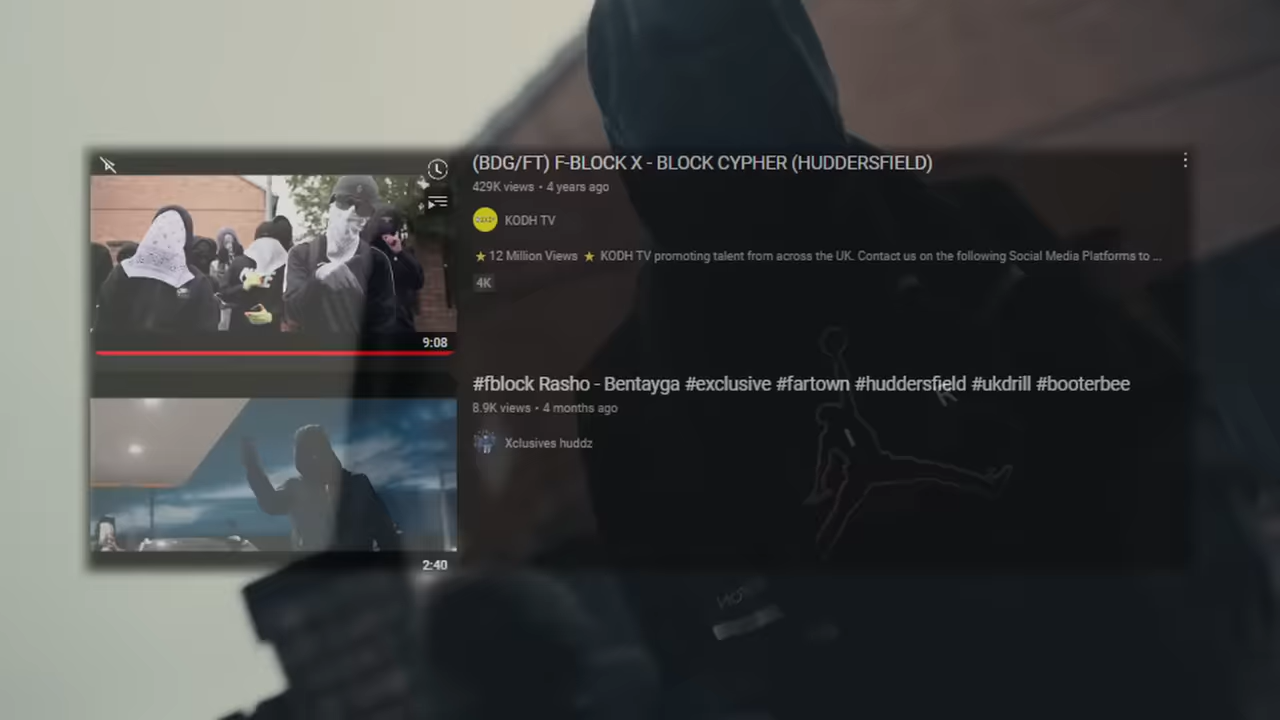 (BDG/FT) F-BLOCK X - BLOCK CYPHER (HUDDERSFIELD)
429K views • 4 years ago
KODH TV
★ 12 Million Views ★ KODH TV promoting talent from across the UK. Contact us on the following Social Media Platforms to ...
4K
9:08
#fblock Rasho - Bentayga #exclusive #fartown #huddersfield #ukdrill #booterbee
8.9K views • 4 months ago
Xclusives huddz
2:40